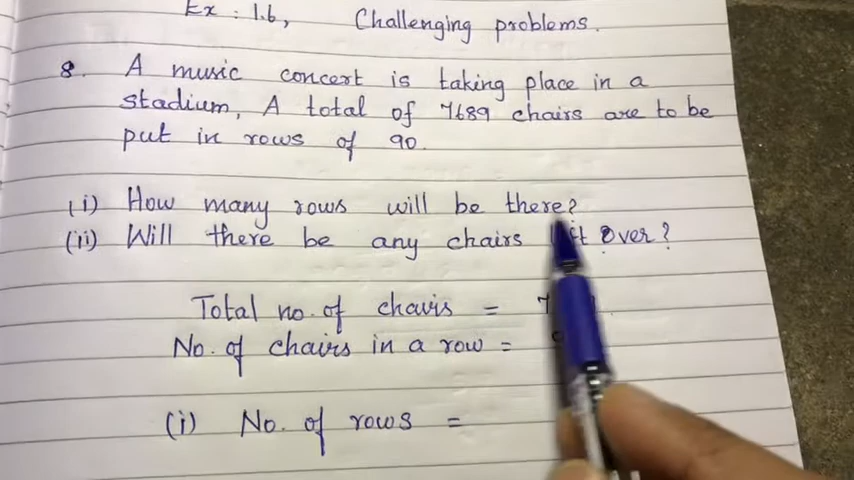 Ex : 1.6, Challenging problems.
8. A music concert is taking place in a
stadium, A total of 7689 chairs are to be
put in rows of 90.
(i) How many rows will be there?
(ii) Will there be any chairs over?
Total no. of chairs =
No. of chairs in a row =
(i) No. of rows =